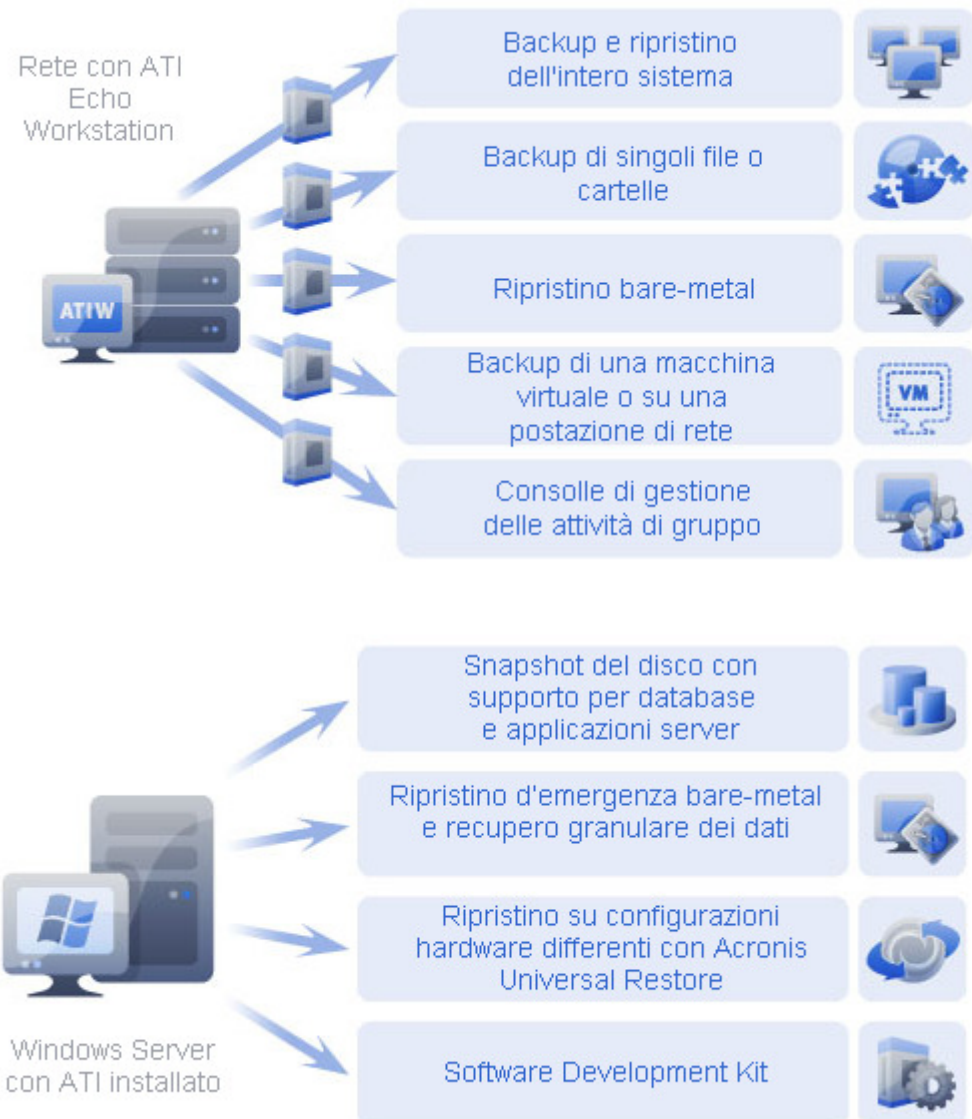 Rete con ATI
Echo
Workstation
ATIW
Backup e ripristino
dell'intero sistema
Backup di singoli file o
cartelle
Ripristino bare-metal
Backup di una macchina
virtuale o su una
postazione di rete
VM
Consolle di gestione
delle attività di gruppo
Snapshot del disco con
supporto per database
e applicazioni server
Ripristino d'emergenza bare-metal
e recupero granulare dei dati
Ripristino su configurazioni
hardware differenti con Acronis
Universal Restore
Software Development Kit
Windows Server
con ATI installato